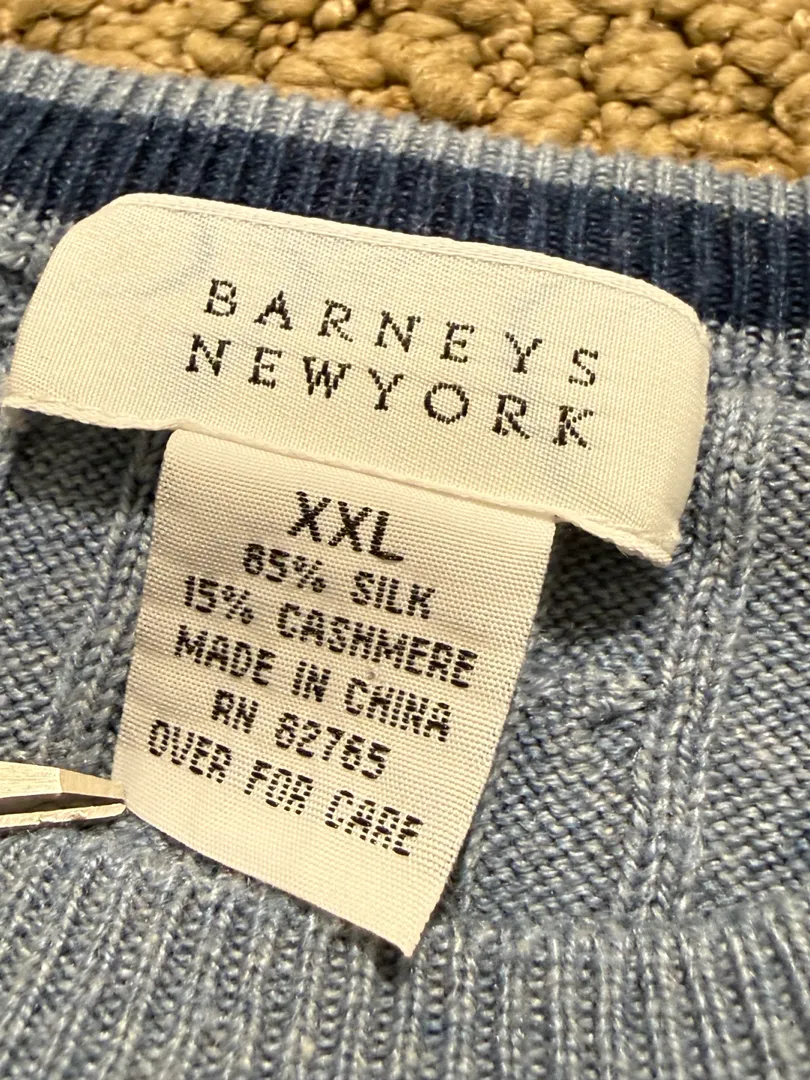 BARNEYS
NEWYORK
XXL
85% SILK
15% CASHMERE
MADE IN CHINA
RN 82765
OVER FOR CARE